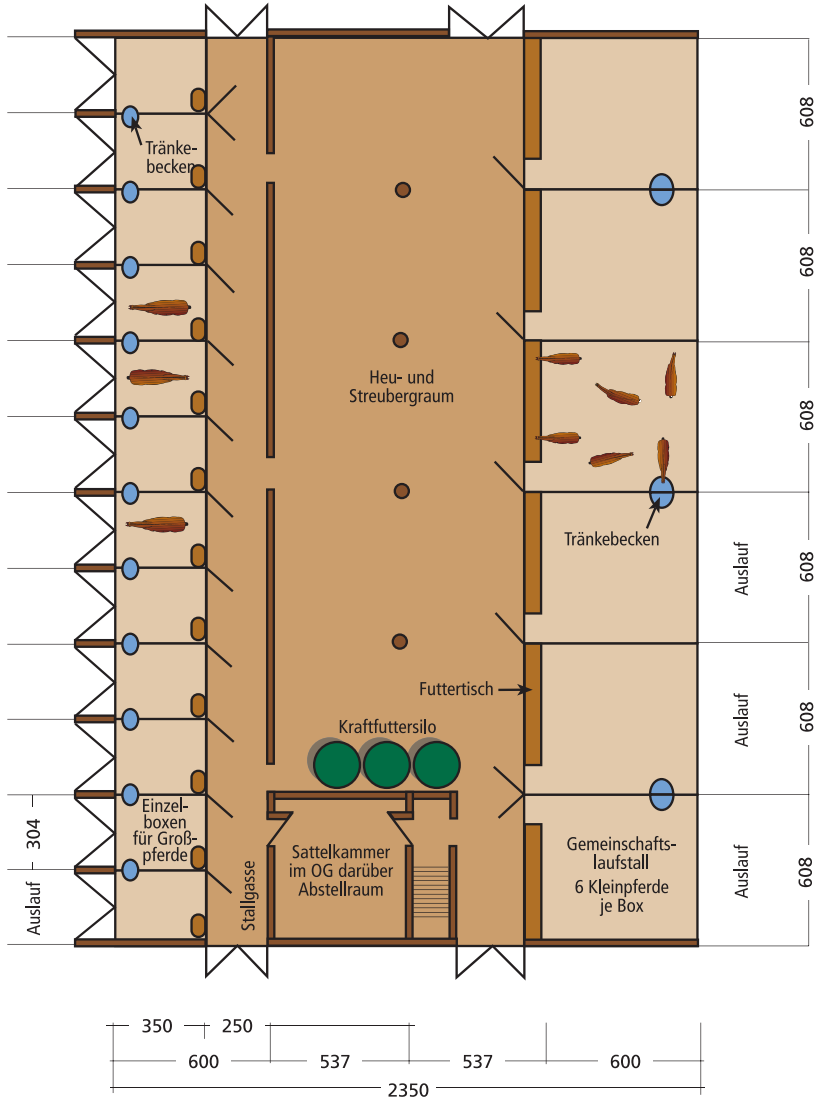 Tränke-
becken
608
608
Heu- und
Streubergraum
608
Tränkebecken
Auslauf
608
Futtertisch
Kraftfuttersilo
Auslauf
608
304
Einzel-
boxen
für Groß-
pferde
Auslauf
Stallgasse
Sattelkammer
im OG darüber
Abstellraum
Gemeinschafts-
laufstall
6 Kleinpferde
je Box
Auslauf
608
350
250
600
537
537
600
2350